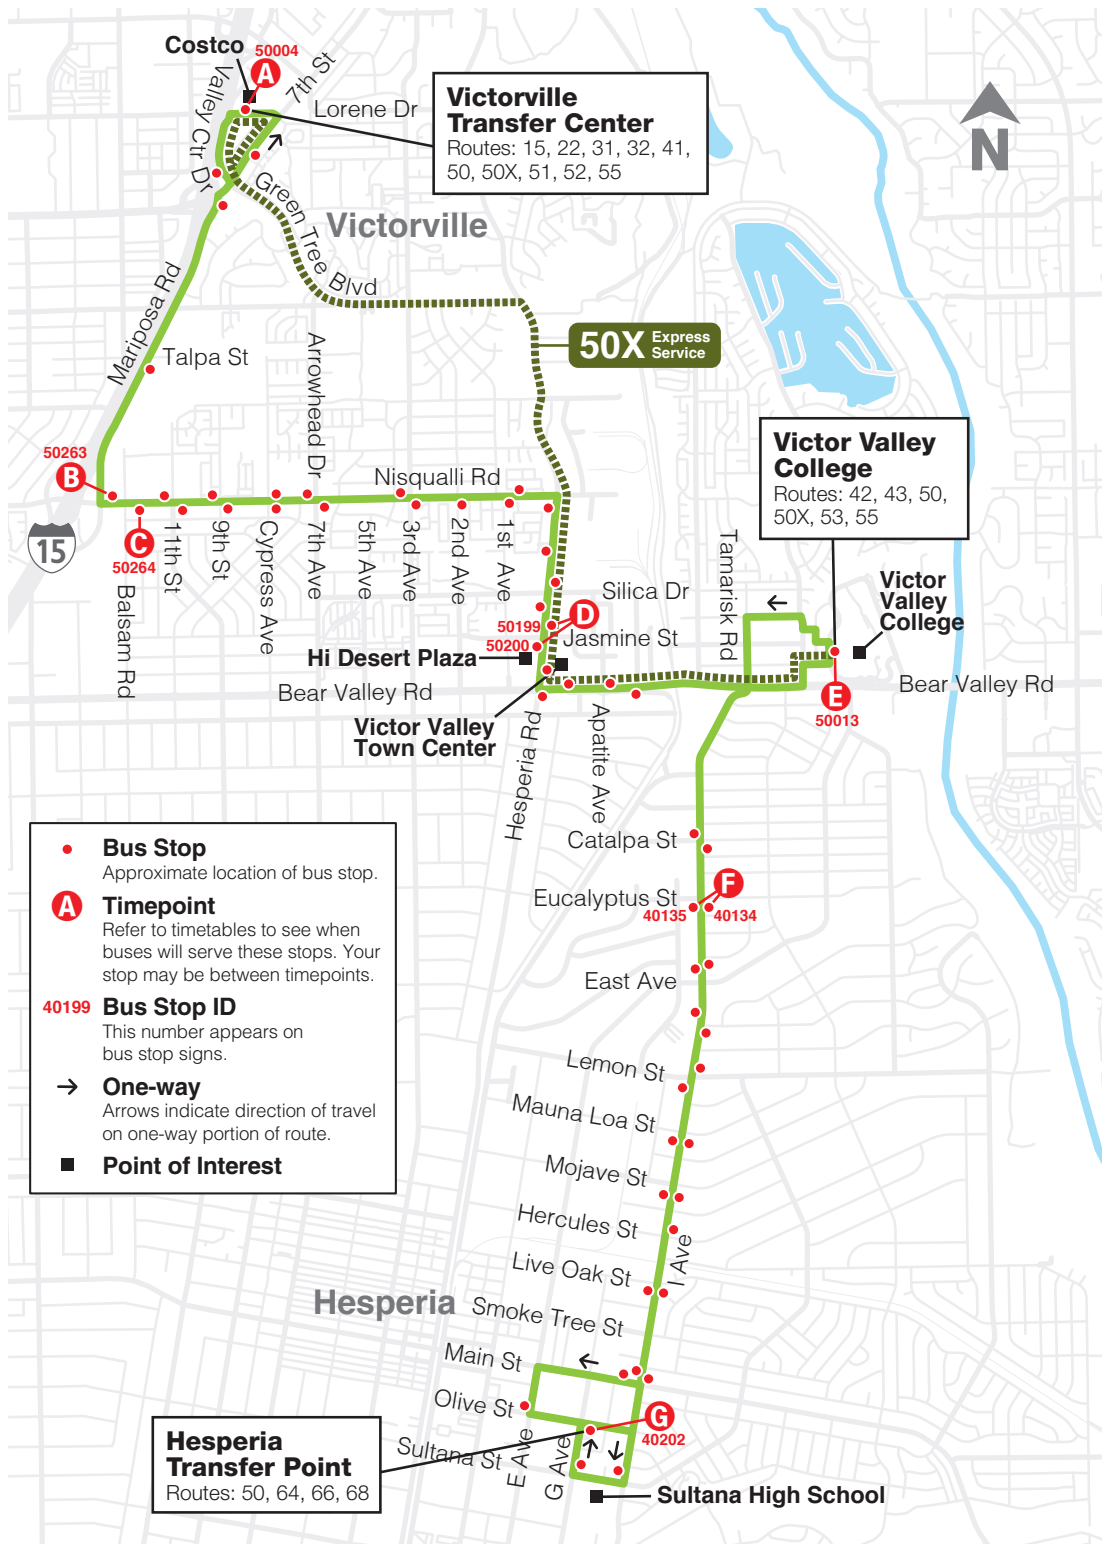 Costco
50004
A
7th St
Lorene Dr
Valley Ctr Dr
Victorville
Transfer Center
Routes: 15, 22, 31, 32, 41,
50, 50X, 51, 52, 55
N
Green Tree Blvd
Victorville
Mariposa Rd
Talpa St
Arrowhead Dr
50X Express
Service
50263
B
Nisqualli Rd
Victor Valley
College
Routes: 42, 43, 50,
50X, 53, 55
15
C
50264
Balsam Rd
11th St
9th St
Cypress Ave
7th Ave
5th Ave
3rd Ave
2nd Ave
1st Ave
Tamarisk Rd
Silica Dr
Victor
Valley
College
50199
D
50200
Jasmine St
Hi Desert Plaza
Bear Valley Rd
Bear Valley Rd
E
50013
Victor Valley
Town Center
Hesperia Rd
Apatite Ave
Catalpa St
Eucalyptus St
F
40135
40134
East Ave
Lemon St
Mauna Loa St
Mojave St
Hercules St
Live Oak St
I Ave
Hesperia
Smoke Tree St
Main St
Olive St
G
40202
Sultana St
E Ave
G Ave
Sultana High School
Hesperia
Transfer Point
Routes: 50, 64, 66, 68
Bus Stop
Approximate location of bus stop.
A
Timepoint
Refer to timetables to see when
buses will serve these stops. Your
stop may be between timepoints.
40199 Bus Stop ID
This number appears on
bus stop signs.
One-way
Arrows indicate direction of travel
on one-way portion of route.
Point of Interest